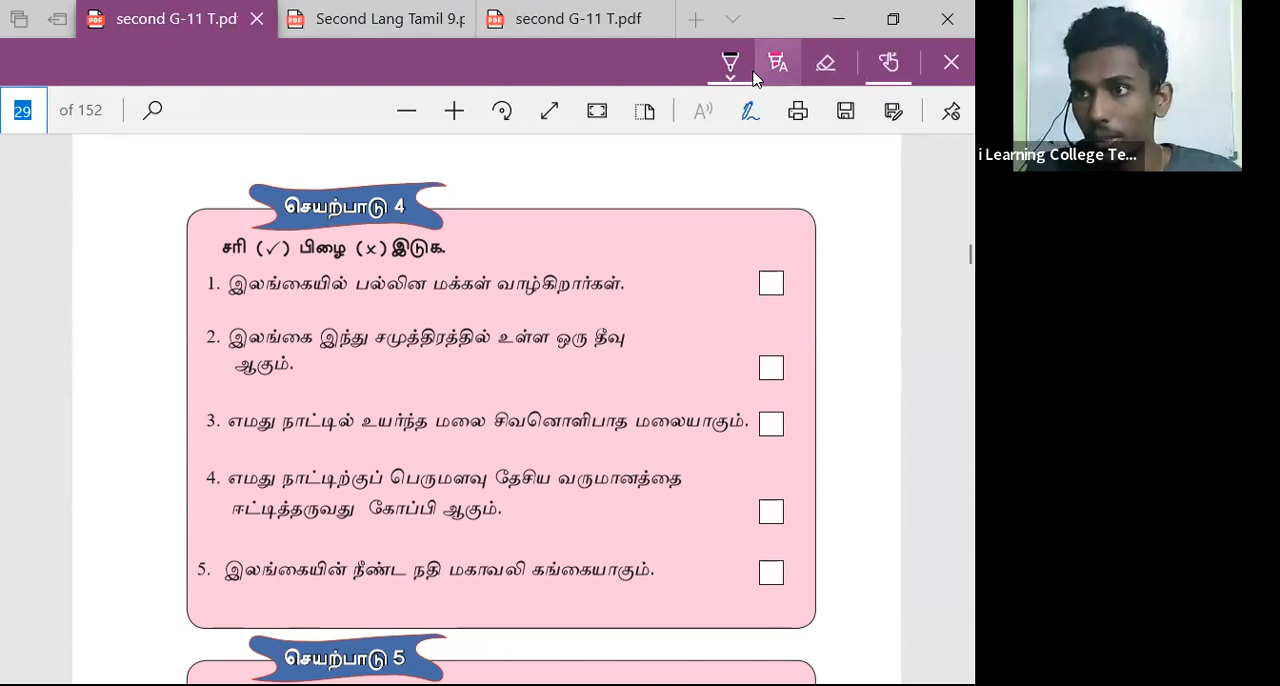 second G-11 T.pd
Second Lang Tamil 9.p
second G-11 T.pdf
29 of 152
செயற்பாடு 4
சரி (✓) பிழை (x) இடுக.
1. இலங்கையில் பல்லின மக்கள் வாழ்கிறார்கள்.
2. இலங்கை இந்து சமுத்திரத்தில் உள்ள ஒரு தீவு
ஆகும்.
3. எமது நாட்டில் உயர்ந்த மலை சிவனொளிபாத மலையாகும்.
4. எமது நாட்டிற்குப் பெருமளவு தேசிய வருமானத்தை
ஈட்டித்தருவது கோப்பி ஆகும்.
5. இலங்கையின் நீண்ட நதி மகாவலி கங்கையாகும்.
செயற்பாடு 5
i Learning College Te...